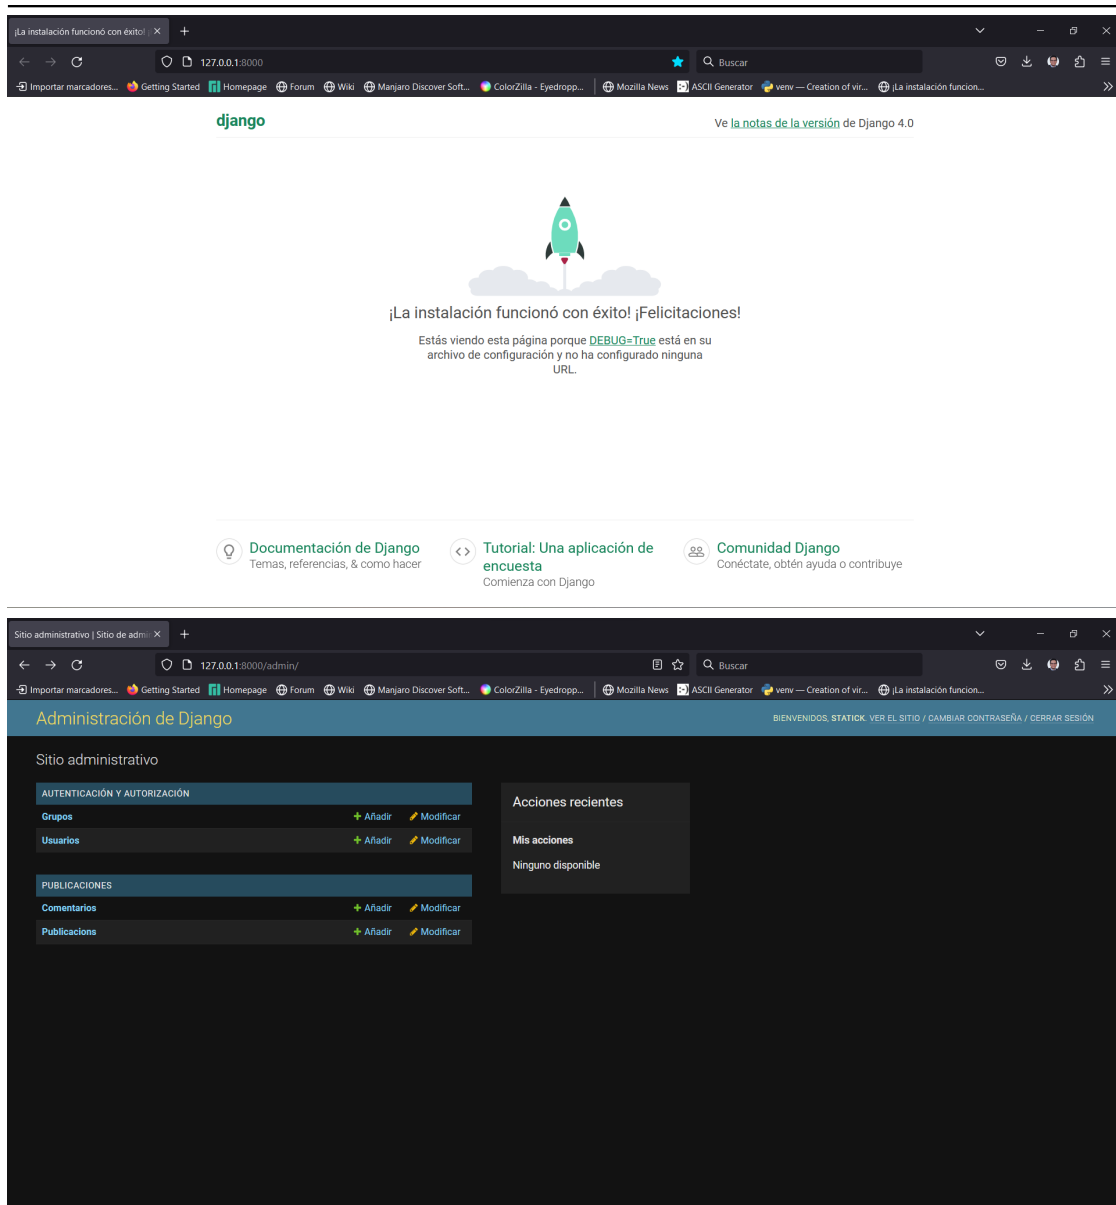 ¡La instalación funcionó con éxito! ¡
127.0.0.1:8000
Buscar
Importar marcadores... Getting Started Homepage Forum Wiki Manjaro Discover Soft... ColorZilla - Eyedropp... Mozilla News ASCII Generator venv — Creation of vir... ¡La instalación funcion...
django
Ve la notas de la versión de Django 4.0
¡La instalación funcionó con éxito! ¡Felicitaciones!
Estás viendo esta página porque DEBUG=True está en su
archivo de configuración y no ha configurado ninguna
URL.
Documentación de Django
Temas, referencias, & como hacer
Tutorial: Una aplicación de
encuesta
Comienza con Django
Comunidad Django
Conéctate, obtén ayuda o contribuye
Sitio administrativo | Sitio de admi
127.0.0.1:8000/admin/
Buscar
Importar marcadores... Getting Started Homepage Forum Wiki Manjaro Discover Soft... ColorZilla - Eyedropp... Mozilla News ASCII Generator venv — Creation of vir... ¡La instalación funcion...
Administración de Django
BIENVENIDOS, STATICK. VER EL SITIO / CAMBIAR CONTRASEÑA / CERRAR SESIÓN
Sitio administrativo
AUTENTICACIÓN Y AUTORIZACIÓN
Grupos Añadir Modificar
Usuarios Añadir Modificar
PUBLICACIONES
Comentarios Añadir Modificar
Publicacions Añadir Modificar
Acciones recientes
Mis acciones
Ninguno disponible